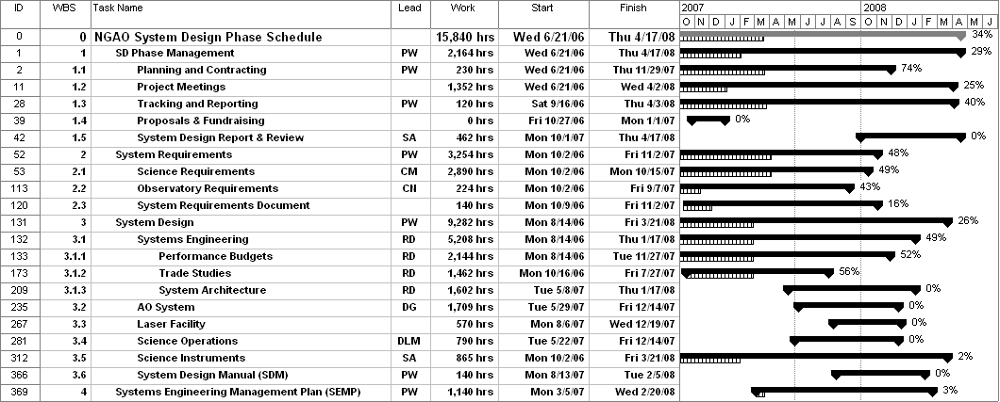 ID WBS Task Name Lead Work Start Finish 2007 2008
O N D J F M A M J J A S O N D J F M A M J
0 0 NGAO System Design Phase Schedule 15,840 hrs Wed 6/21/06 Thu 4/17/08 34%
1 1 SD Phase Management PW 2,164 hrs Wed 6/21/06 Thu 4/17/08 29%
2 1.1 Planning and Contracting PW 230 hrs Wed 6/21/06 Thu 11/29/07 74%
11 1.2 Project Meetings 1,352 hrs Wed 6/21/06 Wed 4/2/08 25%
28 1.3 Tracking and Reporting PW 120 hrs Sat 9/16/06 Thu 4/3/08 40%
39 1.4 Proposals & Fundraising 0 hrs Fri 10/27/06 Mon 1/1/07 0%
42 1.5 System Design Report & Review SA 462 hrs Mon 10/1/07 Thu 4/17/08 0%
52 2 System Requirements PW 3,254 hrs Mon 10/2/06 Fri 11/2/07 48%
53 2.1 Science Requirements CM 2,890 hrs Mon 10/2/06 Mon 10/15/07 49%
113 2.2 Observatory Requirements CN 224 hrs Mon 10/2/06 Fri 9/7/07 43%
120 2.3 System Requirements Document 140 hrs Mon 10/9/06 Fri 11/2/07 16%
131 3 System Design PW 9,282 hrs Mon 8/14/06 Fri 3/21/08 26%
132 3.1 Systems Engineering RD 5,208 hrs Mon 8/14/06 Thu 1/17/08 49%
133 3.1.1 Performance Budgets RD 2,144 hrs Mon 8/14/06 Tue 11/27/07 52%
173 3.1.2 Trade Studies RD 1,462 hrs Mon 10/16/06 Fri 7/27/07 56%
209 3.1.3 System Architecture RD 1,602 hrs Tue 5/8/07 Thu 1/17/08 0%
235 3.2 AO System DG 1,709 hrs Tue 5/29/07 Fri 12/14/07 0%
267 3.3 Laser Facility 570 hrs Mon 8/6/07 Wed 12/19/07 0%
281 3.4 Science Operations DLM 790 hrs Tue 5/22/07 Fri 12/14/07 0%
312 3.5 Science Instruments SA 865 hrs Mon 10/2/06 Fri 3/21/08 2%
366 3.6 System Design Manual (SDM) PW 140 hrs Mon 8/13/07 Tue 2/5/08 0%
369 4 Systems Engineering Management Plan (SEMP) PW 1,140 hrs Mon 3/5/07 Wed 2/20/08 3%